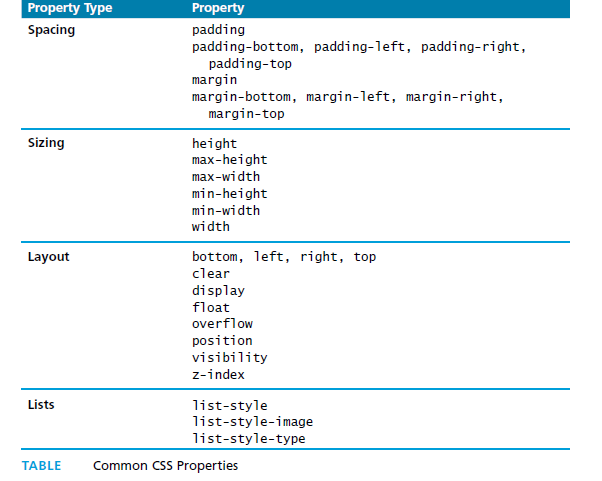 Property Type Property
Spacing padding
padding-bottom, padding-left, padding-right,
padding-top
margin
margin-bottom, margin-left, margin-right,
margin-top
Sizing height
max-height
max-width
min-height
min-width
width
Layout bottom, left, right, top
clear
display
float
overflow
position
visibility
z-index
Lists list-style
list-style-image
list-style-type
TABLE Common CSS Properties